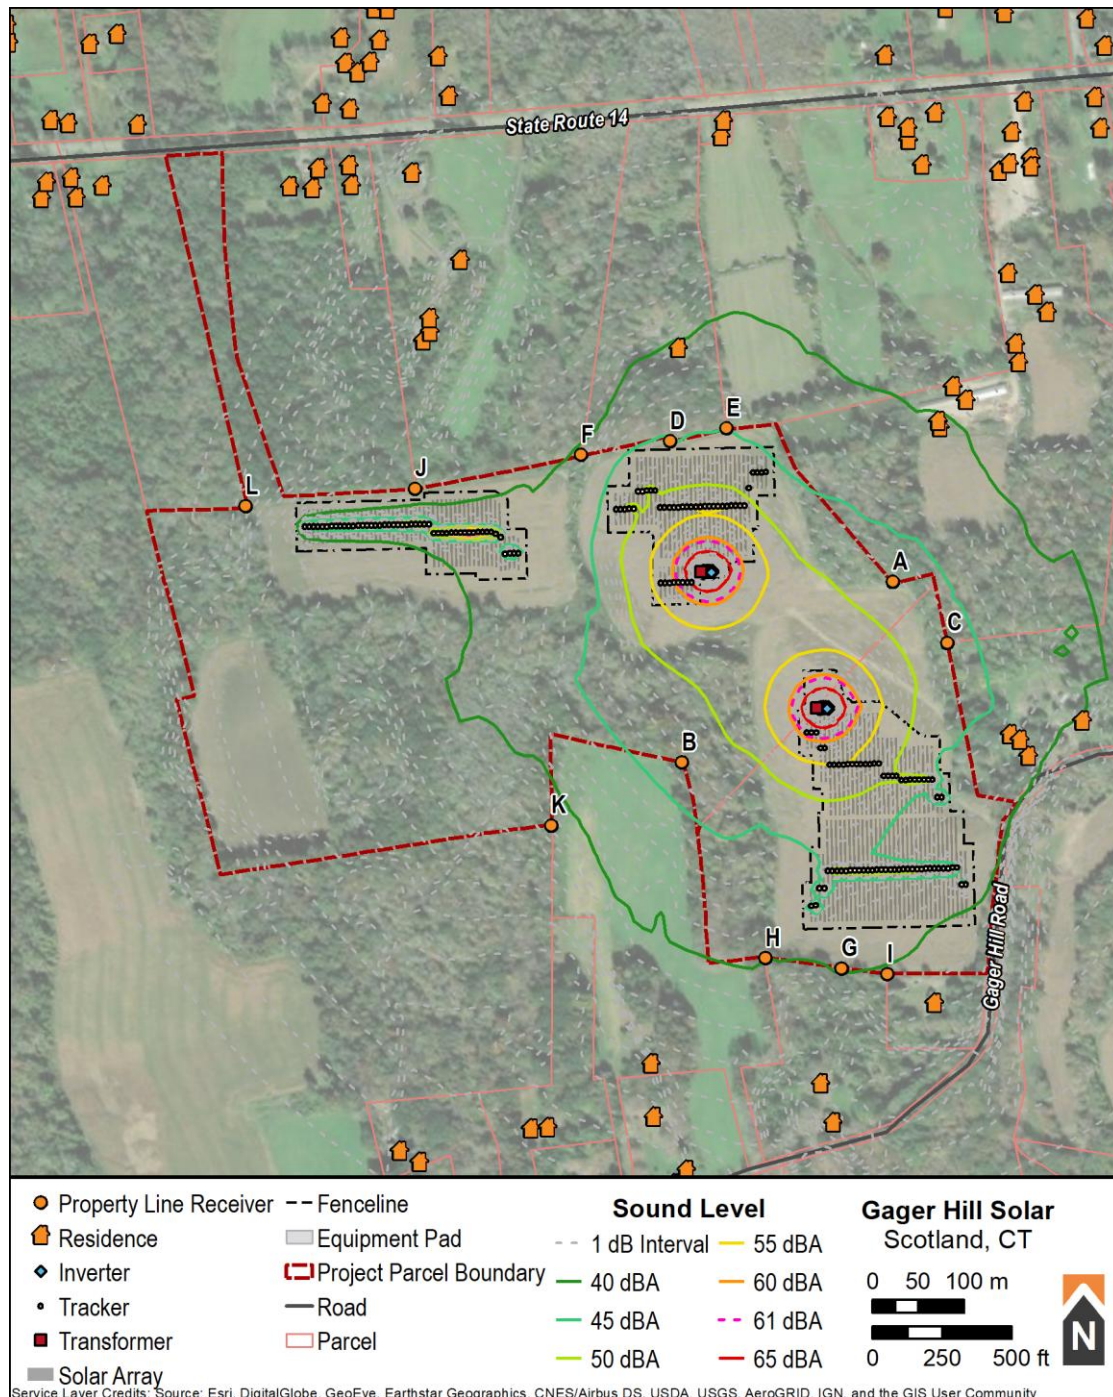 State Route 14
E
D
F
J
L
A
C
B
K
H
G
I
Gager Hill Road
Property Line Receiver
Residence
Inverter
Tracker
Transformer
Solar Array
Fenceline
Equipment Pad
Project Parcel Boundary
Road
Parcel
Sound Level
1 dB Interval
40 dBA
45 dBA
50 dBA
55 dBA
60 dBA
61 dBA
65 dBA
Gager Hill Solar
Scotland, CT
0 50 100 m
0 250 500 ft
N
Service Layer Credits: Source: Esri, DigitalGlobe, GeoEye, Earthstar Geographics, CNES/Airbus DS, USDA, USGS, AeroGRID, IGN, and the GIS User Community